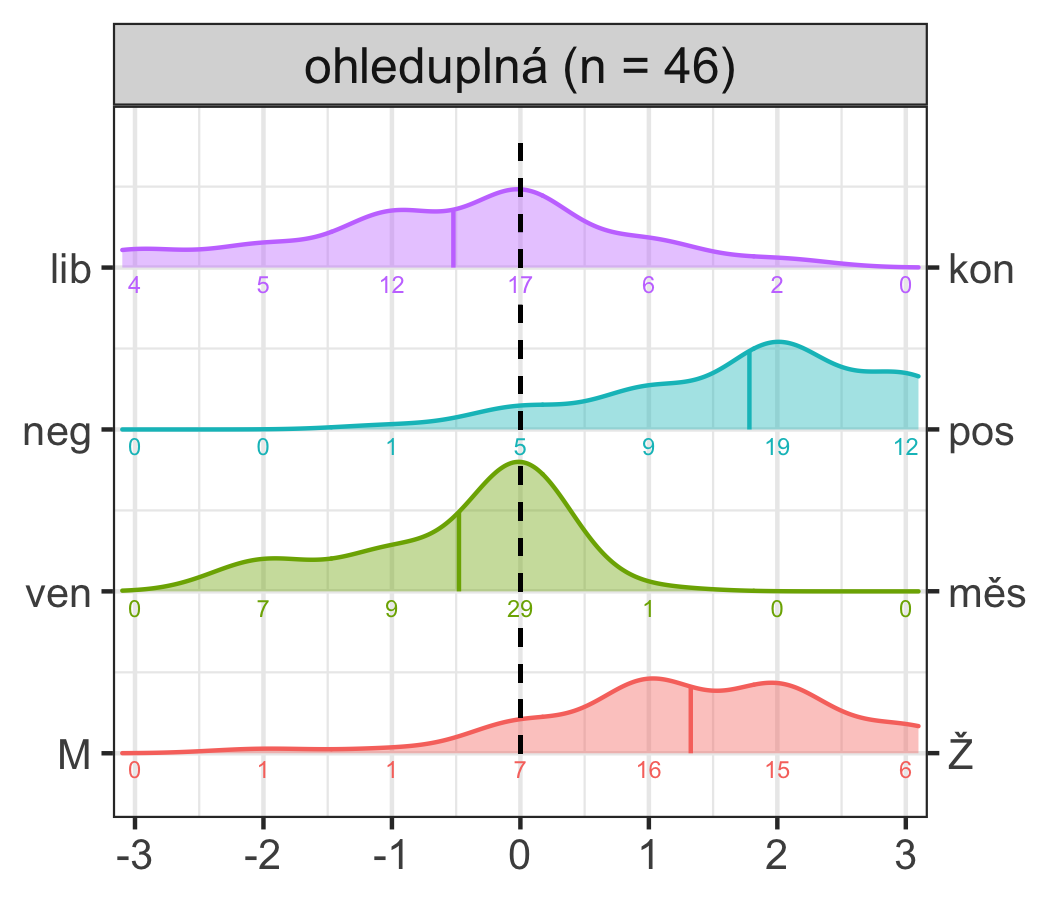 ohleduplná (n = 46)
lib kon
4 5 12 17 6 2 0
neg pos
0 0 1 5 9 19 12
ven měs
0 7 9 29 1 0 0
M Ž
0 1 1 7 16 15 6
-3 -2 -1 0 1 2 3